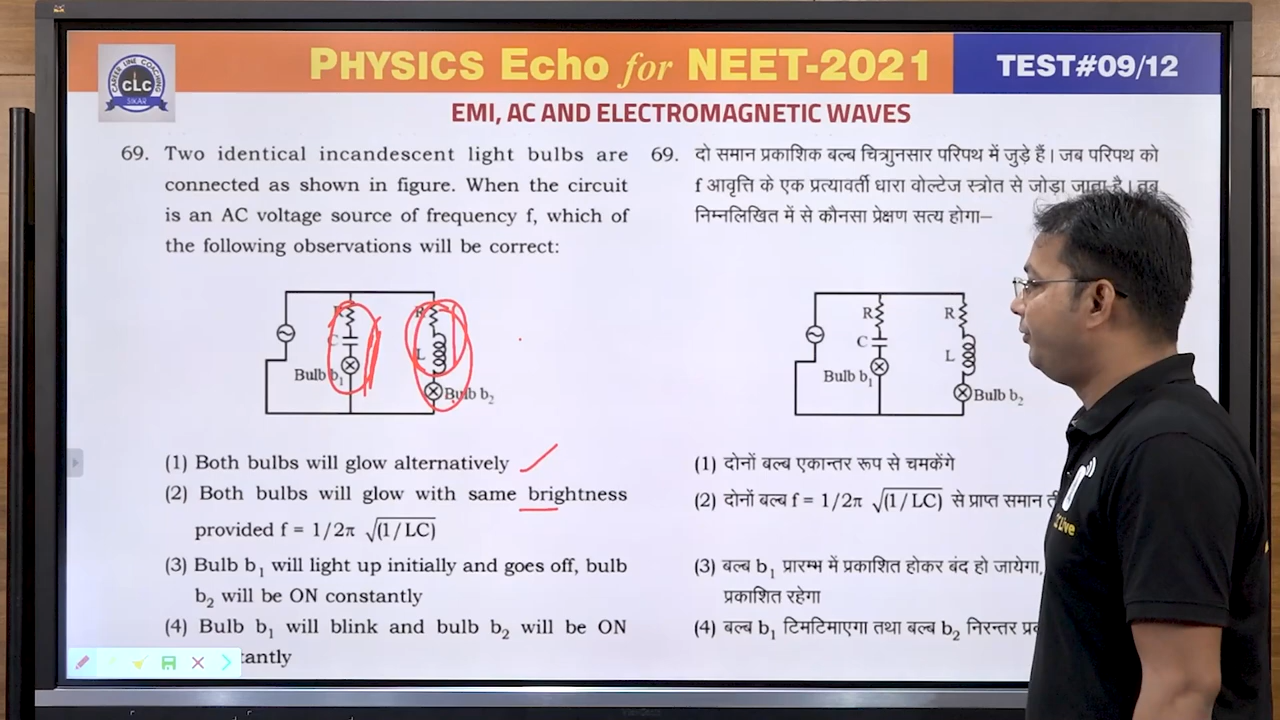 PHYSICS Echo for NEET-2021
TEST#09/12
CAREER LINE COACHING
CLC
SIKAR
EMI, AC AND ELECTROMAGNETIC WAVES
69. Two identical incandescent light bulbs are
connected as shown in figure. When the circuit
is an AC voltage source of frequency f, which of
the following observations will be correct:
R
C
Bulb b₁
R
L
Bulb b₂
(1) Both bulbs will glow alternatively
(2) Both bulbs will glow with same brightness
provided f = 1/2π √(1/LC)
(3) Bulb b₁ will light up initially and goes off, bulb
b₂ will be ON constantly
(4) Bulb b₁ will blink and bulb b₂ will be ON
tantly
69. दो समान प्रकाशिक बल्ब चित्राुनसार परिपथ में जुड़े हैं। जब परिपथ को
f आवृत्ति के एक प्रत्यावर्ती धारा वोल्टेज स्त्रोत से जोड़ा जाता है। तब
निम्नलिखित में से कौनसा प्रेक्षण सत्य होगा–
R
C
Bulb b₁
R
L
Bulb b₂
(1) दोनों बल्ब एकान्तर रूप से चमकेंगे
(2) दोनों बल्ब f = 1/2π √(1/LC) से प्राप्त समान
(3) बल्ब b₁ प्रारम्भ में प्रकाशित होकर बंद हो जायेगा,
प्रकाशित रहेगा
(4) बल्ब b₁ टिमटिमाएगा तथा बल्ब b₂ निरन्तर
Live